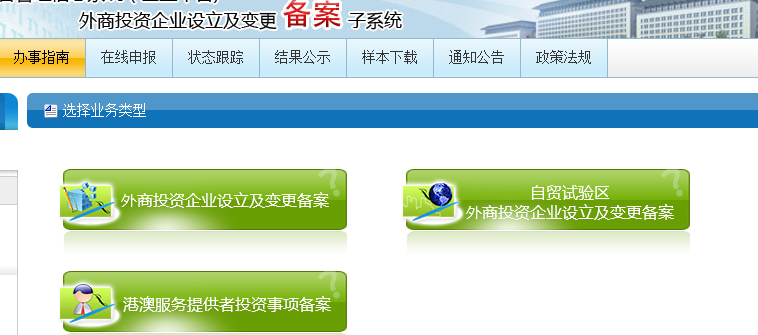 外商投资企业设立及变更 备案 子系统
办事指南 在线申报 状态跟踪 结果公示 样本下载 通知公告 政策法规
选择业务类型
外商投资企业设立及变更备案
自贸试验区
外商投资企业设立及变更备案
港澳服务提供者投资事项备案